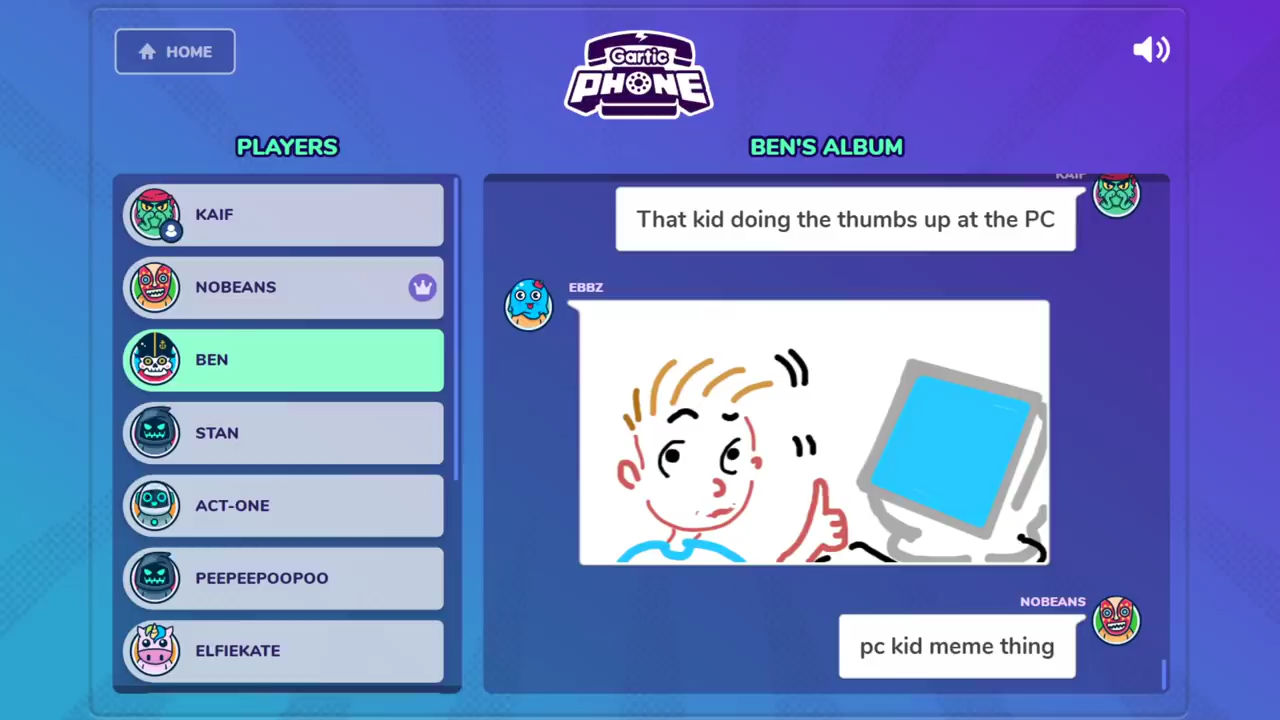 HOME
Gartic
PHONE
PLAYERS
BEN'S ALBUM
KAIF
NOBEANS
BEN
STAN
ACT-ONE
PEEPEEPOOPOO
ELFIEKATE
KAIF
That kid doing the thumbs up at the PC
EBBZ
NOBEANS
pc kid meme thing